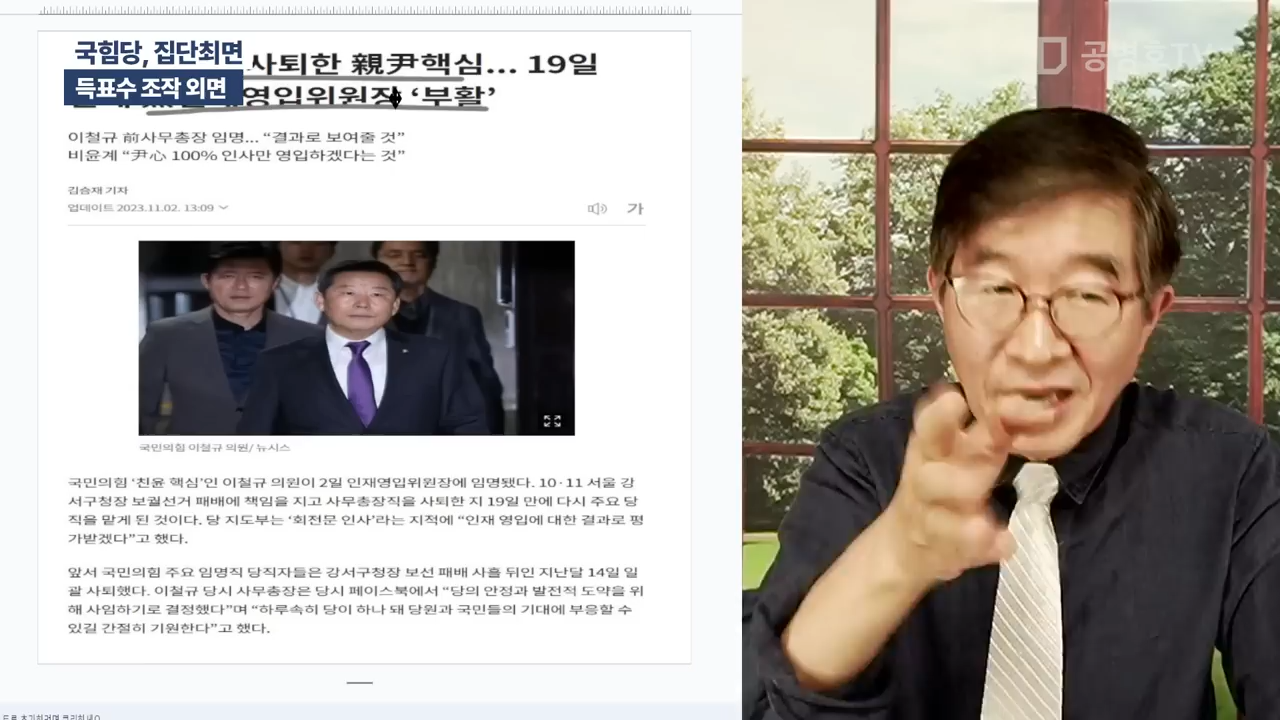 국힘당, 집단최면
득표수 조작 외면
사퇴한 親尹핵심... 19일
영입위원장 ‘부활’
이철규 前사무총장 임명... “결과로 보여줄 것”
비윤계 “尹心 100% 인사만 영입하겠다는 것”
김승재 기자
업데이트 2023.11.02. 13:09
가
국민의힘 이철규 의원/ 뉴시스
국민의힘 ‘친윤 핵심’인 이철규 의원이 2일 인재영입위원장에 임명됐다. 10·11 서울 강
서구청장 보궐선거 패배에 책임을 지고 사무총장직을 사퇴한 지 19일 만에 다시 주요 당
직을 맡게 된 것이다. 당 지도부는 ‘회전문 인사’라는 지적에 “인재 영입에 대한 결과로 평
가받겠다”고 했다.
앞서 국민의힘 주요 임명직 당직자들은 강서구청장 보선 패배 사흘 뒤인 지난달 14일 일
괄 사퇴했다. 이철규 당시 사무총장은 당시 페이스북에서 “당의 안정과 발전적 도약을 위
해 사임하기로 결정했다”며 “하루속히 당이 하나 돼 당원과 국민들의 기대에 부응할 수
있길 간절히 기원한다”고 했다.
공병호TV